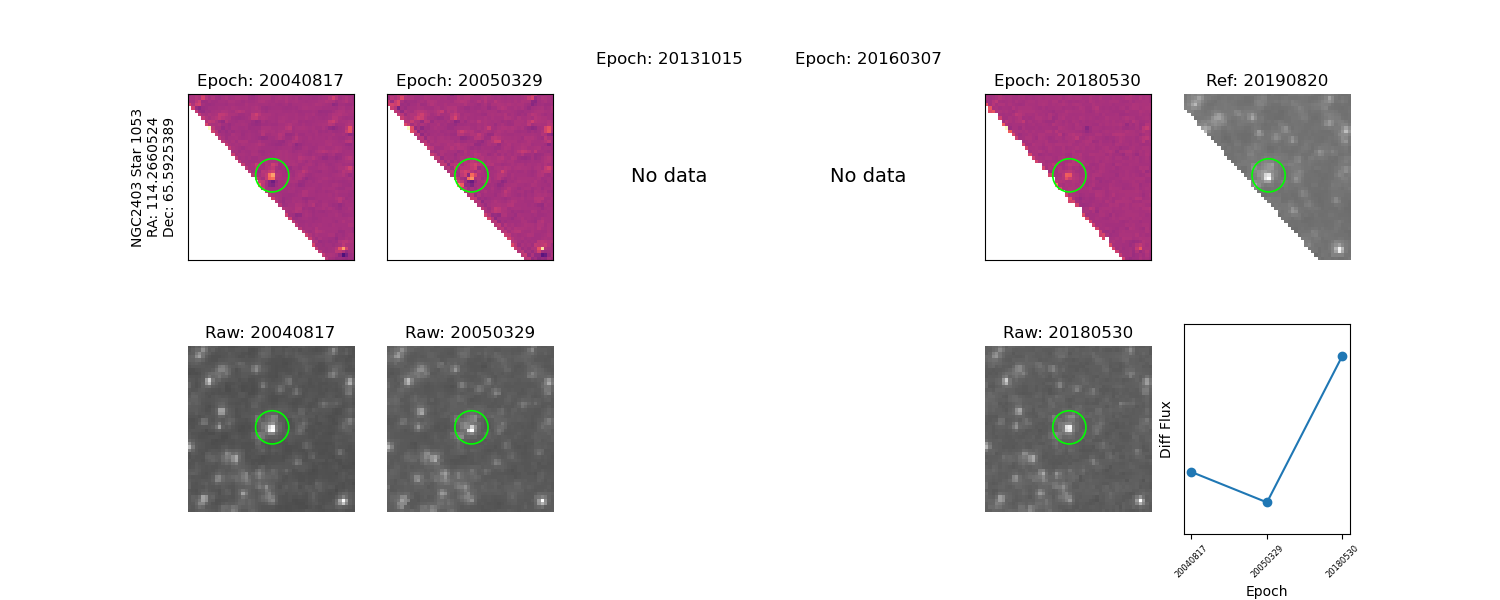 Epoch: 20131015
Epoch: 20160307
Epoch: 20040817
Epoch: 20050329
Epoch: 20180530
Ref: 20190820
NGC2403 Star 1053
RA: 114.2660524
Dec: 65.5925389
No data
No data
Raw: 20040817
Raw: 20050329
Raw: 20180530
Diff Flux
20040817
20050329
20180530
Epoch